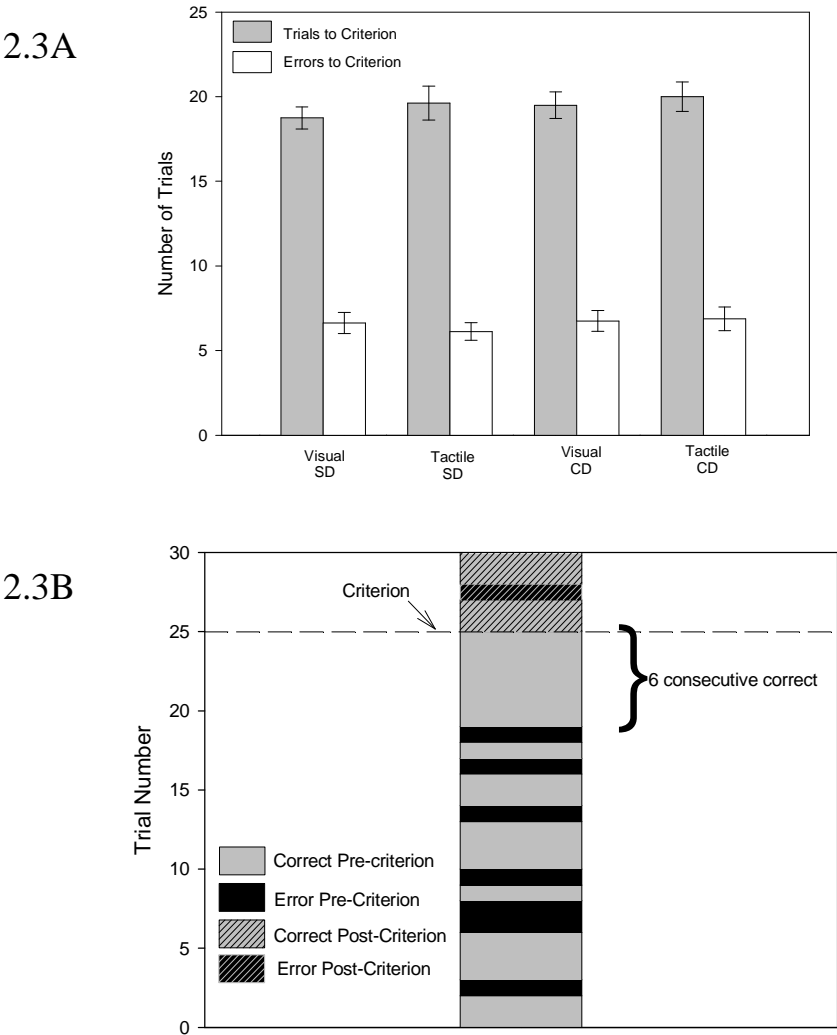 2.3A
25
20
15
10
5
0
Number of Trials
Trials to Criterion
Errors to Criterion
Visual
SD
Tactile
SD
Visual
CD
Tactile
CD
2.3B
30
25
20
15
10
5
0
Trial Number
Criterion
6 consecutive correct
Correct Pre-criterion
Error Pre-Criterion
Correct Post-Criterion
Error Post-Criterion